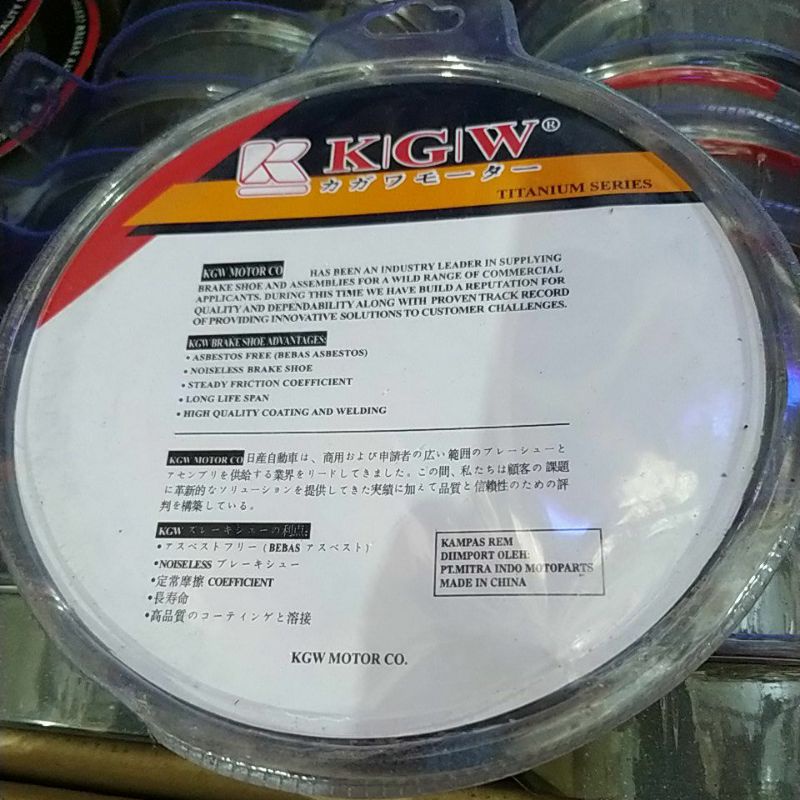 K|G|W®
カガワモーター
TITANIUM SERIES
KGW MOTOR CO HAS BEEN AN INDUSTRY LEADER IN SUPPLYING
BRAKE SHOE AND ASSEMBLIES FOR A WILD RANGE OF COMMERCIAL
APPLICANTS. DURING THIS TIME WE HAVE BUILD A REPUTATION FOR
QUALITY AND DEPENDABILITY ALONG WITH PROVEN TRACK RECORD
OF PROVIDING INNOVATIVE SOLUTIONS TO CUSTOMER CHALLENGES.
KGW BRAKE SHOE ADVANTAGES:
• ASBESTOS FREE (BEBAS ASBESTOS)
• NOISELESS BRAKE SHOE
• STEADY FRICTION COEFFICIENT
• LONG LIFE SPAN
• HIGH QUALITY COATING AND WELDING
KGW MOTOR CO 日産自動車は、商用および申請者の広い範囲のブレーシューと
アセンブリを供給する業界をリードしてきました。この間、私たちは顧客の課題
に革新的なソリューションを提供してきた実績に加えて品質と信頼性のための評
判を構築している。
KGW ブレーキシューの利点:
•アスベストフリー (BEBAS アスベスト)
•NOISELESS ブレーキシュー
•定常摩擦 COEFFICIENT
•長寿命
•高品質のコーティングと溶接
KAMPAS REM
DIIMPORT OLEH:
PT.MITRA INDO MOTOPARTS
MADE IN CHINA
KGW MOTOR CO.